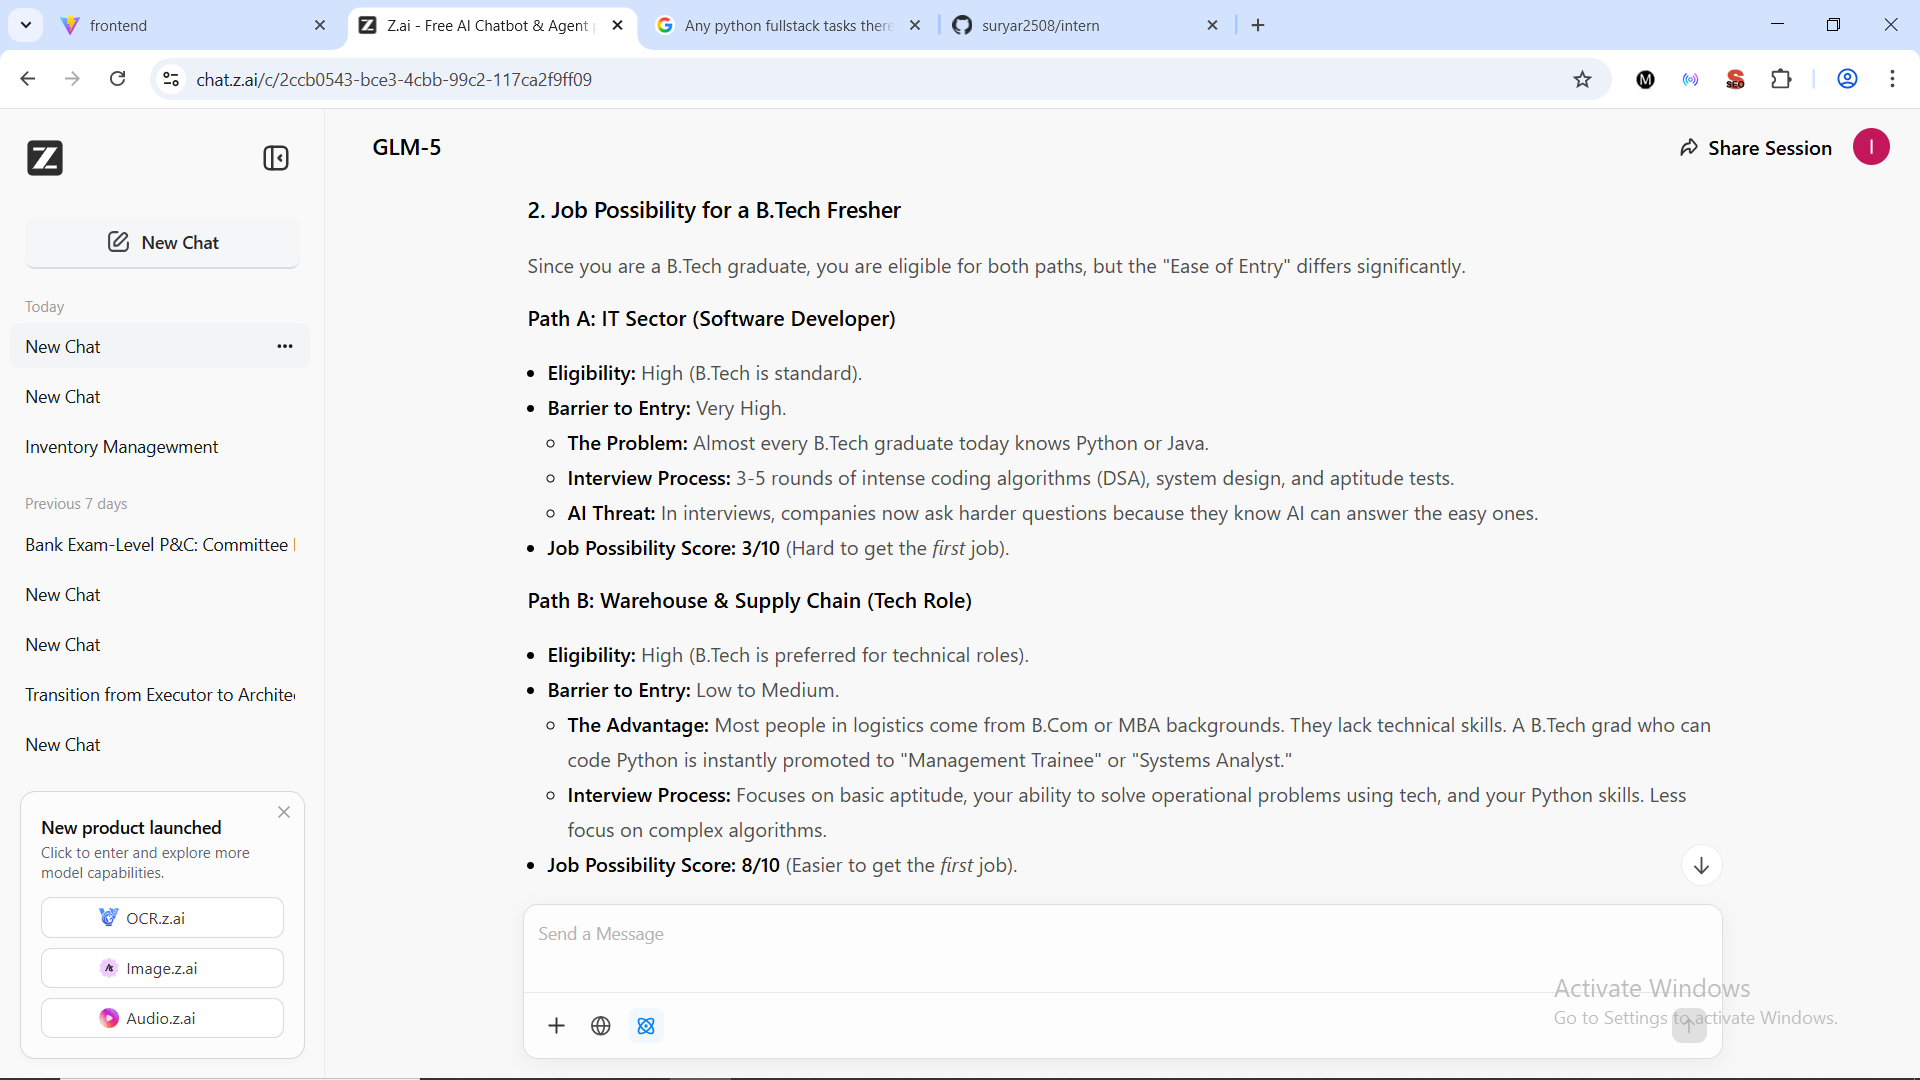 frontend
Z.ai - Free AI Chatbot & Agent
Any python fullstack tasks there
suryar2508/intern
chat.z.ai/c/2ccb0543-bce3-4cbb-99c2-117ca2f9ff09
M
SEO
Z
New Chat
Today
New Chat
New Chat
Inventory Managewment
Previous 7 days
Bank Exam-Level P&C: Committee
New Chat
New Chat
Transition from Executor to Archite
New Chat
New product launched
Click to enter and explore more
model capabilities.
OCR.z.ai
Image.z.ai
Audio.z.ai
GLM-5
Share Session
I
2. Job Possibility for a B.Tech Fresher
Since you are a B.Tech graduate, you are eligible for both paths, but the "Ease of Entry" differs significantly.
Path A: IT Sector (Software Developer)
• Eligibility: High (B.Tech is standard).
• Barrier to Entry: Very High.
◦ The Problem: Almost every B.Tech graduate today knows Python or Java.
◦ Interview Process: 3-5 rounds of intense coding algorithms (DSA), system design, and aptitude tests.
◦ AI Threat: In interviews, companies now ask harder questions because they know AI can answer the easy ones.
• Job Possibility Score: 3/10 (Hard to get the first job).
Path B: Warehouse & Supply Chain (Tech Role)
• Eligibility: High (B.Tech is preferred for technical roles).
• Barrier to Entry: Low to Medium.
◦ The Advantage: Most people in logistics come from B.Com or MBA backgrounds. They lack technical skills. A B.Tech grad who can
code Python is instantly promoted to "Management Trainee" or "Systems Analyst."
◦ Interview Process: Focuses on basic aptitude, your ability to solve operational problems using tech, and your Python skills. Less
focus on complex algorithms.
• Job Possibility Score: 8/10 (Easier to get the first job).
Send a Message
Activate Windows
Go to Settings to activate Windows.